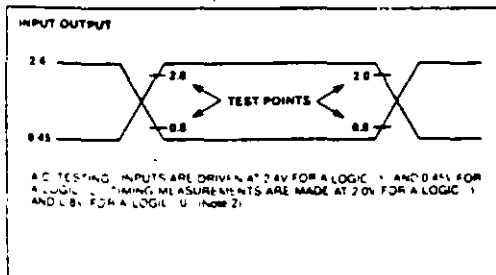 INPUT OUTPUT
2.4
2.0
2.0
TEST POINTS
0.8
0.8
0.45
A.C. TESTING: INPUTS ARE DRIVEN AT 2.4V FOR A LOGIC 1 AND 0.45V FOR
A LOGIC TIMING MEASUREMENTS ARE MADE AT 2.0V FOR A LOGIC 1
AND 0.8V FOR A LOGIC 0 (Note 2)